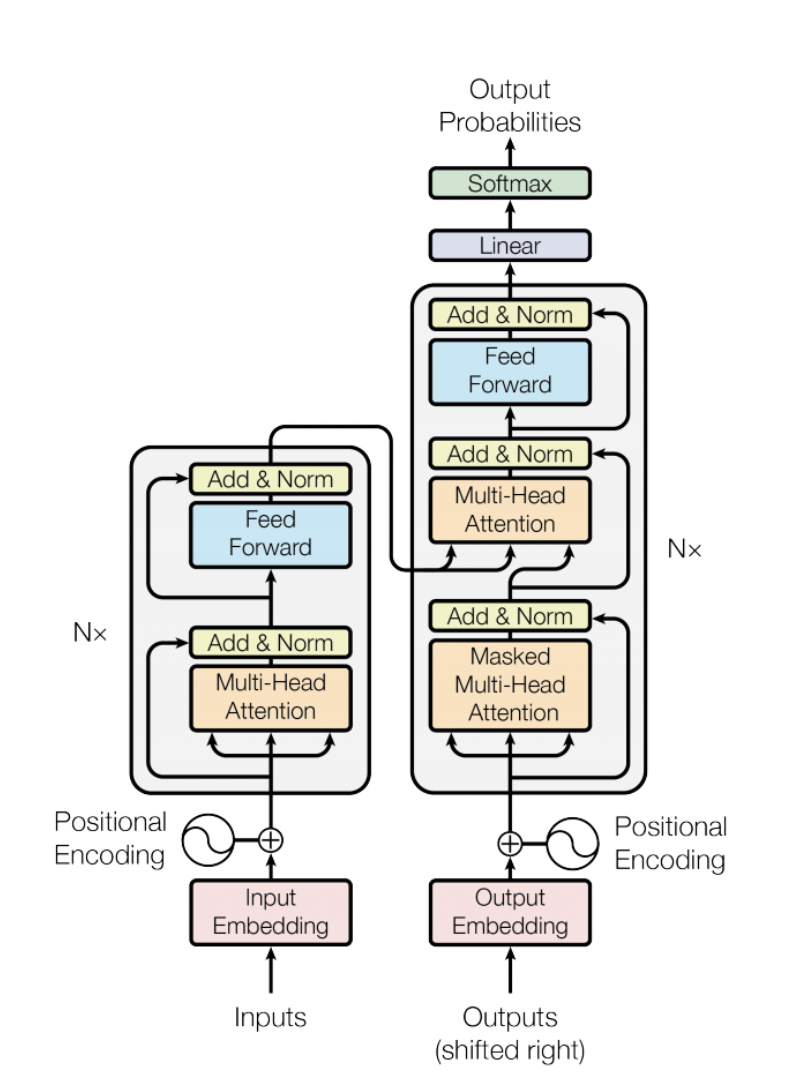 Output
Probabilities
Softmax
Linear
Add & Norm
Feed
Forward
Add & Norm
Multi-Head
Attention
Add & Norm
Masked
Multi-Head
Attention
Nx
Add & Norm
Feed
Forward
Add & Norm
Multi-Head
Attention
Nx
Positional
Encoding
Positional
Encoding
Input
Embedding
Output
Embedding
Inputs
Outputs
(shifted right)